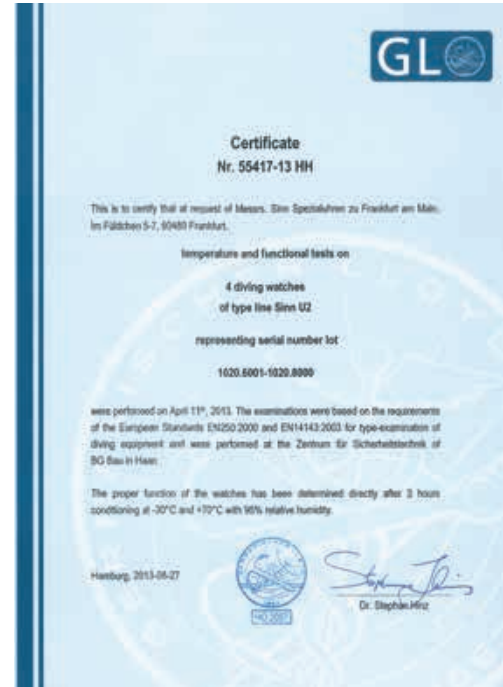 GL
Certificate
Nr. 55417-13 HH
This is to certify that at request of Messrs. Sinn Spezialuhren zu Frankfurt am Main,
Im Füldchen 5-7, 60489 Frankfurt,
temperature and functional tests on
4 diving watches
of type line Sinn U2
representing serial number lot
1020.6001-1020.8000
were performed on April 11th, 2013. The examinations were based on the requirements
of the European Standards EN250:2000 and EN14143:2003 for type-examination of
diving equipment and were performed at the Zentrum für Sicherheitstechnik of
BG Bau in Haan.
The proper function of the watches has been determined directly after 3 hours
conditioning at -30°C and +70°C with 95% relative humidity.
Hamburg,
Dr. Stephan Hinz